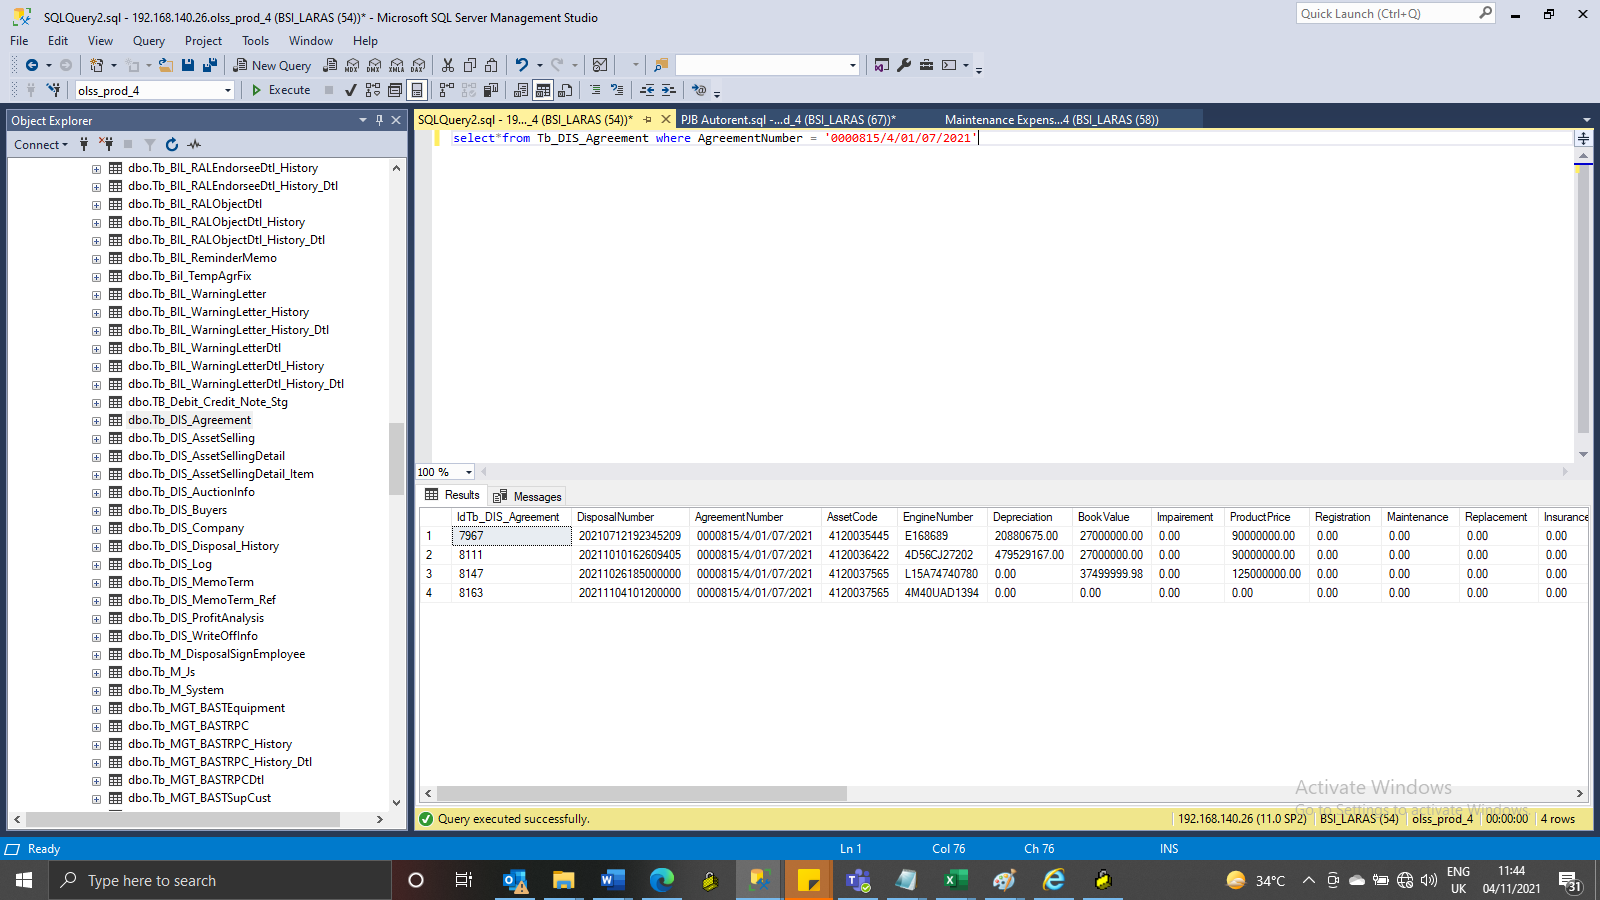 SQLQuery2.sql - 192.168.140.26.olss_prod_4 (BSI_LARAS (54))* - Microsoft SQL Server Management Studio
Quick Launch (Ctrl+Q)
File Edit View Query Project Tools Window Help
New Query MDX DMX XMLA DAX
olss_prod_4 Execute
Object Explorer
SQLQuery2.sql - 19..._4 (BSI_LARAS (54))* PJB Autorent.sql -...d_4 (BSI_LARAS (67))* Maintenance Expens...4 (BSI_LARAS (58))
Connect
select*from Tb_DIS_Agreement where AgreementNumber = '0000815/4/01/07/2021'
dbo.Tb_BIL_RALEndorseeDtl_History
dbo.Tb_BIL_RALEndorseeDtl_History_Dtl
dbo.Tb_BIL_RALObjectDtl
dbo.Tb_BIL_RALObjectDtl_History
dbo.Tb_BIL_RALObjectDtl_History_Dtl
dbo.Tb_BIL_ReminderMemo
dbo.Tb_Bil_TempAgrFix
dbo.Tb_BIL_WarningLetter
dbo.Tb_BIL_WarningLetter_History
dbo.Tb_BIL_WarningLetter_History_Dtl
dbo.Tb_BIL_WarningLetterDtl
dbo.Tb_BIL_WarningLetterDtl_History
dbo.Tb_BIL_WarningLetterDtl_History_Dtl
dbo.TB_Debit_Credit_Note_Stg
dbo.Tb_DIS_Agreement
dbo.Tb_DIS_AssetSelling
dbo.Tb_DIS_AssetSellingDetail
dbo.Tb_DIS_AssetSellingDetail_Item
dbo.Tb_DIS_AuctionInfo
dbo.Tb_DIS_Buyers
dbo.Tb_DIS_Company
dbo.Tb_DIS_Disposal_History
dbo.Tb_DIS_Log
dbo.Tb_DIS_MemoTerm
dbo.Tb_DIS_MemoTerm_Ref
dbo.Tb_DIS_ProfitAnalysis
dbo.Tb_DIS_WriteOffInfo
dbo.Tb_M_DisposalSignEmployee
dbo.Tb_M_Js
dbo.Tb_M_System
dbo.Tb_MGT_BASTEquipment
dbo.Tb_MGT_BASTRPC
dbo.Tb_MGT_BASTRPC_History
dbo.Tb_MGT_BASTRPC_History_Dtl
dbo.Tb_MGT_BASTRPCDtl
dbo.Tb_MGT_BASTSupCust
100 %
Results Messages
IdTb_DIS_Agreement DisposalNumber AgreementNumber AssetCode EngineNumber Depreciation BookValue Impairement ProductPrice Registration Maintenance Replacement Insurance
1 7967 20210712192345209 0000815/4/01/07/2021 4120035445 E168689 20880675.00 27000000.00 0.00 90000000.00 0.00 0.00 0.00 0.00
2 8111 20211010162609405 0000815/4/01/07/2021 4120036422 4D56CJ27202 479529167.00 27000000.00 0.00 90000000.00 0.00 0.00 0.00 0.00
3 8147 20211026185000000 0000815/4/01/07/2021 4120037565 L15A74740780 0.00 37499999.98 0.00 125000000.00 0.00 0.00 0.00 0.00
4 8163 20211104101200000 0000815/4/01/07/2021 4120037565 4M40UAD1394 0.00 0.00 0.00 0.00 0.00 0.00 0.00 0.00
Activate Windows
Go to Settings to activate Windows.
Query executed successfully. 192.168.140.26 (11.0 SP2) BSI_LARAS (54) olss_prod_4 00:00:00 4 rows
Ready Ln 1 Col 76 Ch 76 INS
Type here to search
34°C
ENG
UK
11:44
04/11/2021
31